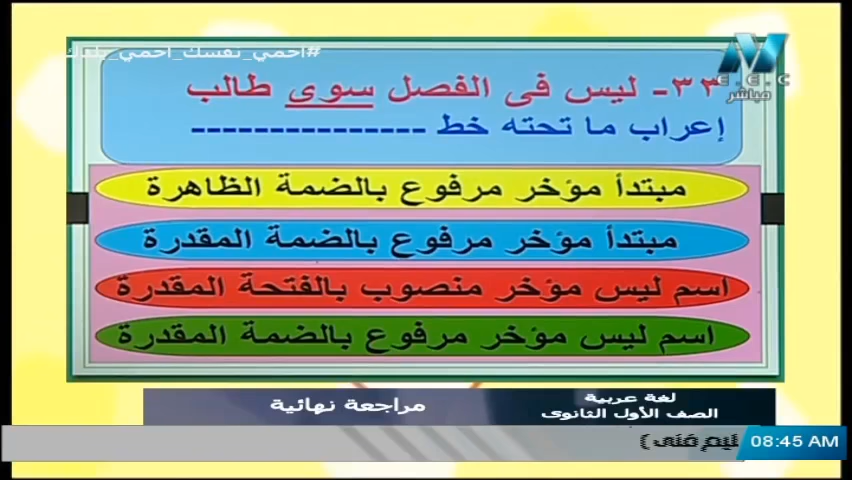 #احمي_نفسك_احمي_بلدك
E.E.C
مباشر
٣٣- ليس فى الفصل سوى طالب
إعراب ما تحته خط ---------------
مبتدأ مؤخر مرفوع بالضمة الظاهرة
مبتدأ مؤخر مرفوع بالضمة المقدرة
اسم ليس مؤخر منصوب بالفتحة المقدرة
اسم ليس مؤخر مرفوع بالضمة المقدرة
لغة عربية
الصف الأول الثانوى
مراجعة نهائية
فنى )
08:45 AM